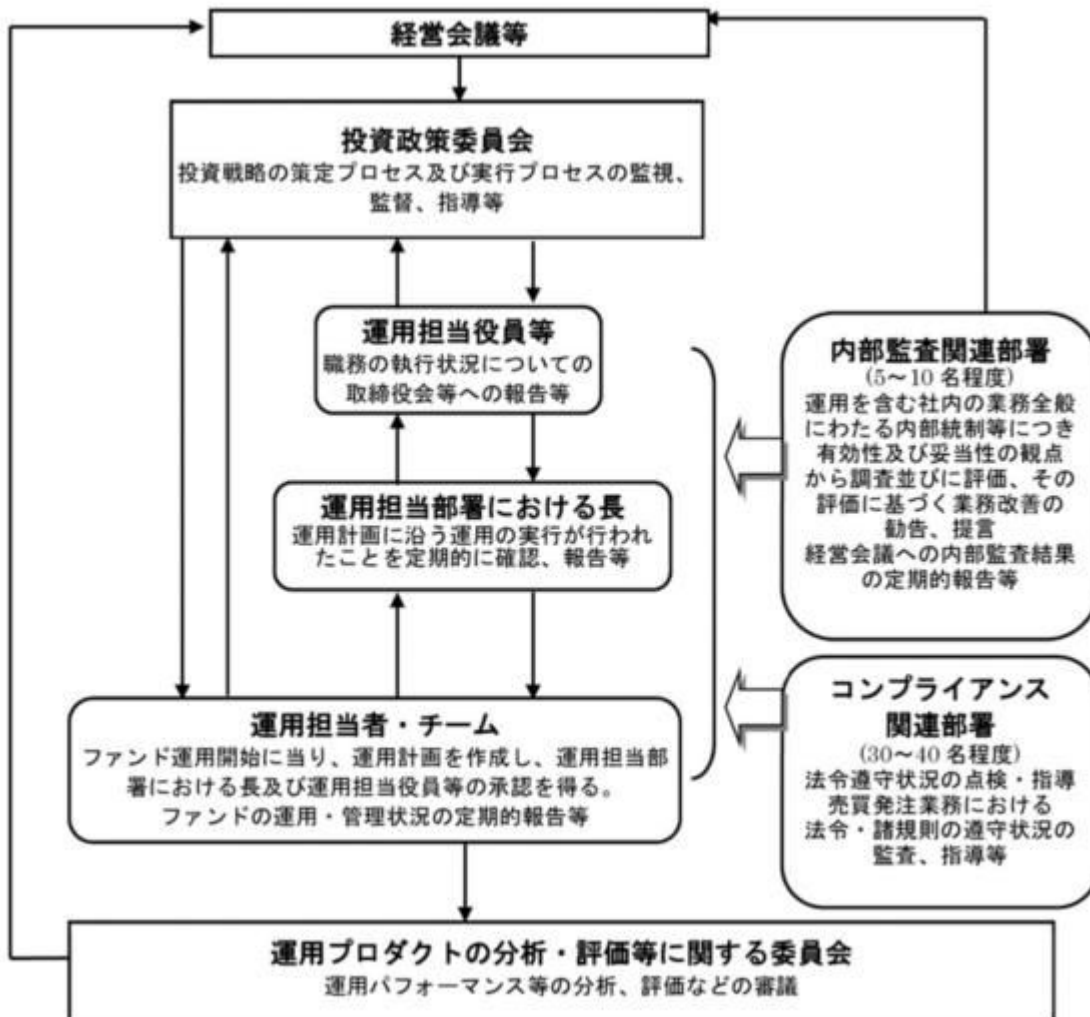 経営会議等
投資政策委員会
投資戦略の策定プロセス及び実行プロセスの監視、
監督、指導等
運用担当役員等
職務の執行状況についての
取締役会等への報告等
運用担当部署における長
運用計画に沿う運用の実行が行われ
たことを定期的に確認、報告等
運用担当者・チーム
ファンド運用開始に当り、運用計画を作成し、運用担当部
署における長及び運用担当役員等の承認を得る。
ファンドの運用・管理状況の定期的報告等
内部監査関連部署
(5～10 名程度)
運用を含む社内の業務全般
にわたる内部統制等につき
有効性及び妥当性の観点
から調査並びに評価、その
評価に基づく業務改善の
勧告、提言
経営会議への内部監査結果
の定期的報告等
コンプライアンス
関連部署
(30～40 名程度)
法令遵守状況の点検・指導
売買発注業務における
法令・諸規則の遵守状況の
監査、指導等
運用プロダクトの分析・評価等に関する委員会
運用パフォーマンス等の分析、評価などの審議